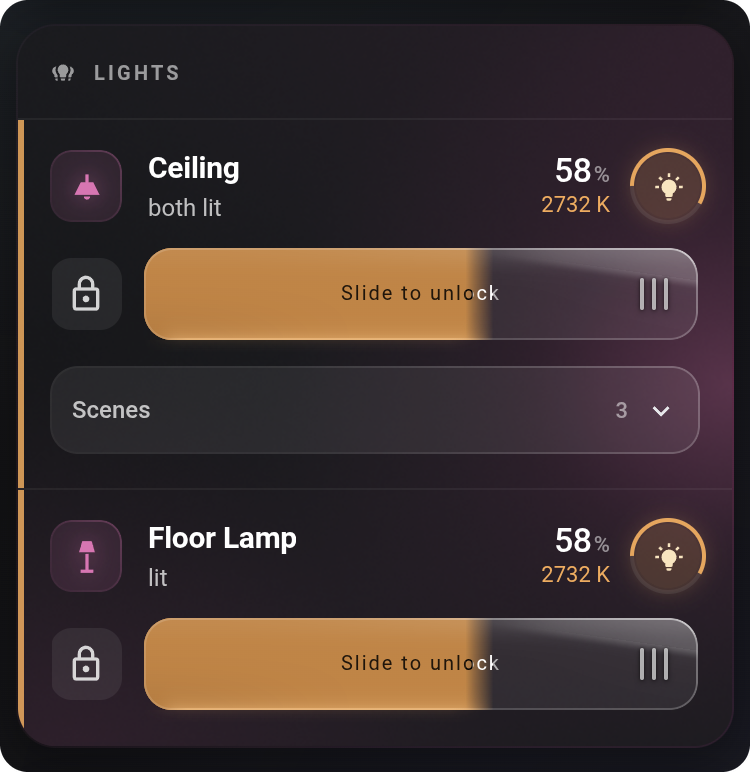 LIGHTS
Ceiling
58%
both lit
2732 K
Slide to unlock
Scenes
3
Floor Lamp
58%
lit
2732 K
Slide to unlock